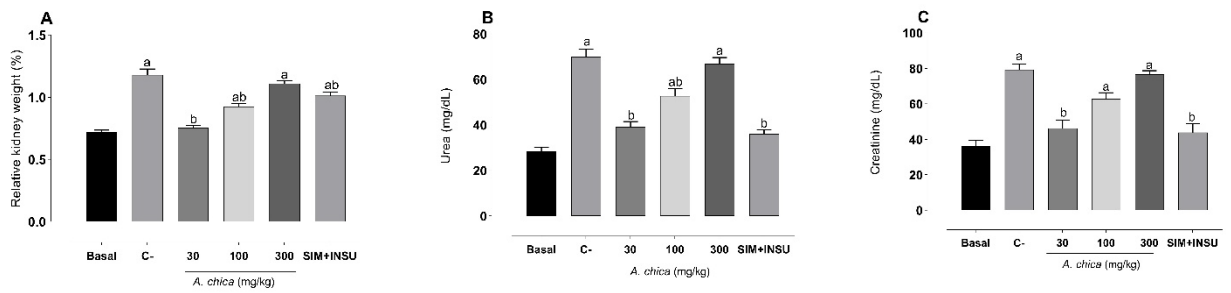 A
Relative kidney weight (%)
1.5
1.0
0.5
0.0
a
b
ab
a
ab
Basal C- 30 100 300 SIM+INSU
A. chica (mg/kg)
B
Urea (mg/dL)
80
60
40
20
0
a
b
ab
a
b
Basal C- 30 100 300 SIM+INSU
A. chica (mg/kg)
C
Creatinine (mg/dL)
100
80
60
40
20
0
a
b
a
a
b
Basal C- 30 100 300 SIM+INSU
A. chica (mg/kg)